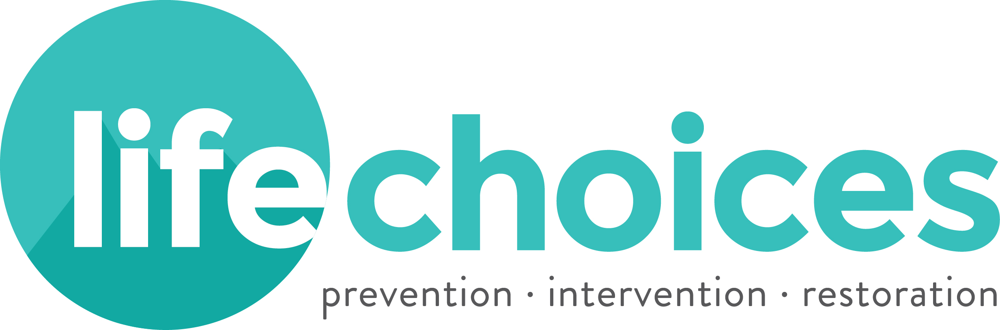 lifechoices
prevention · intervention · restoration